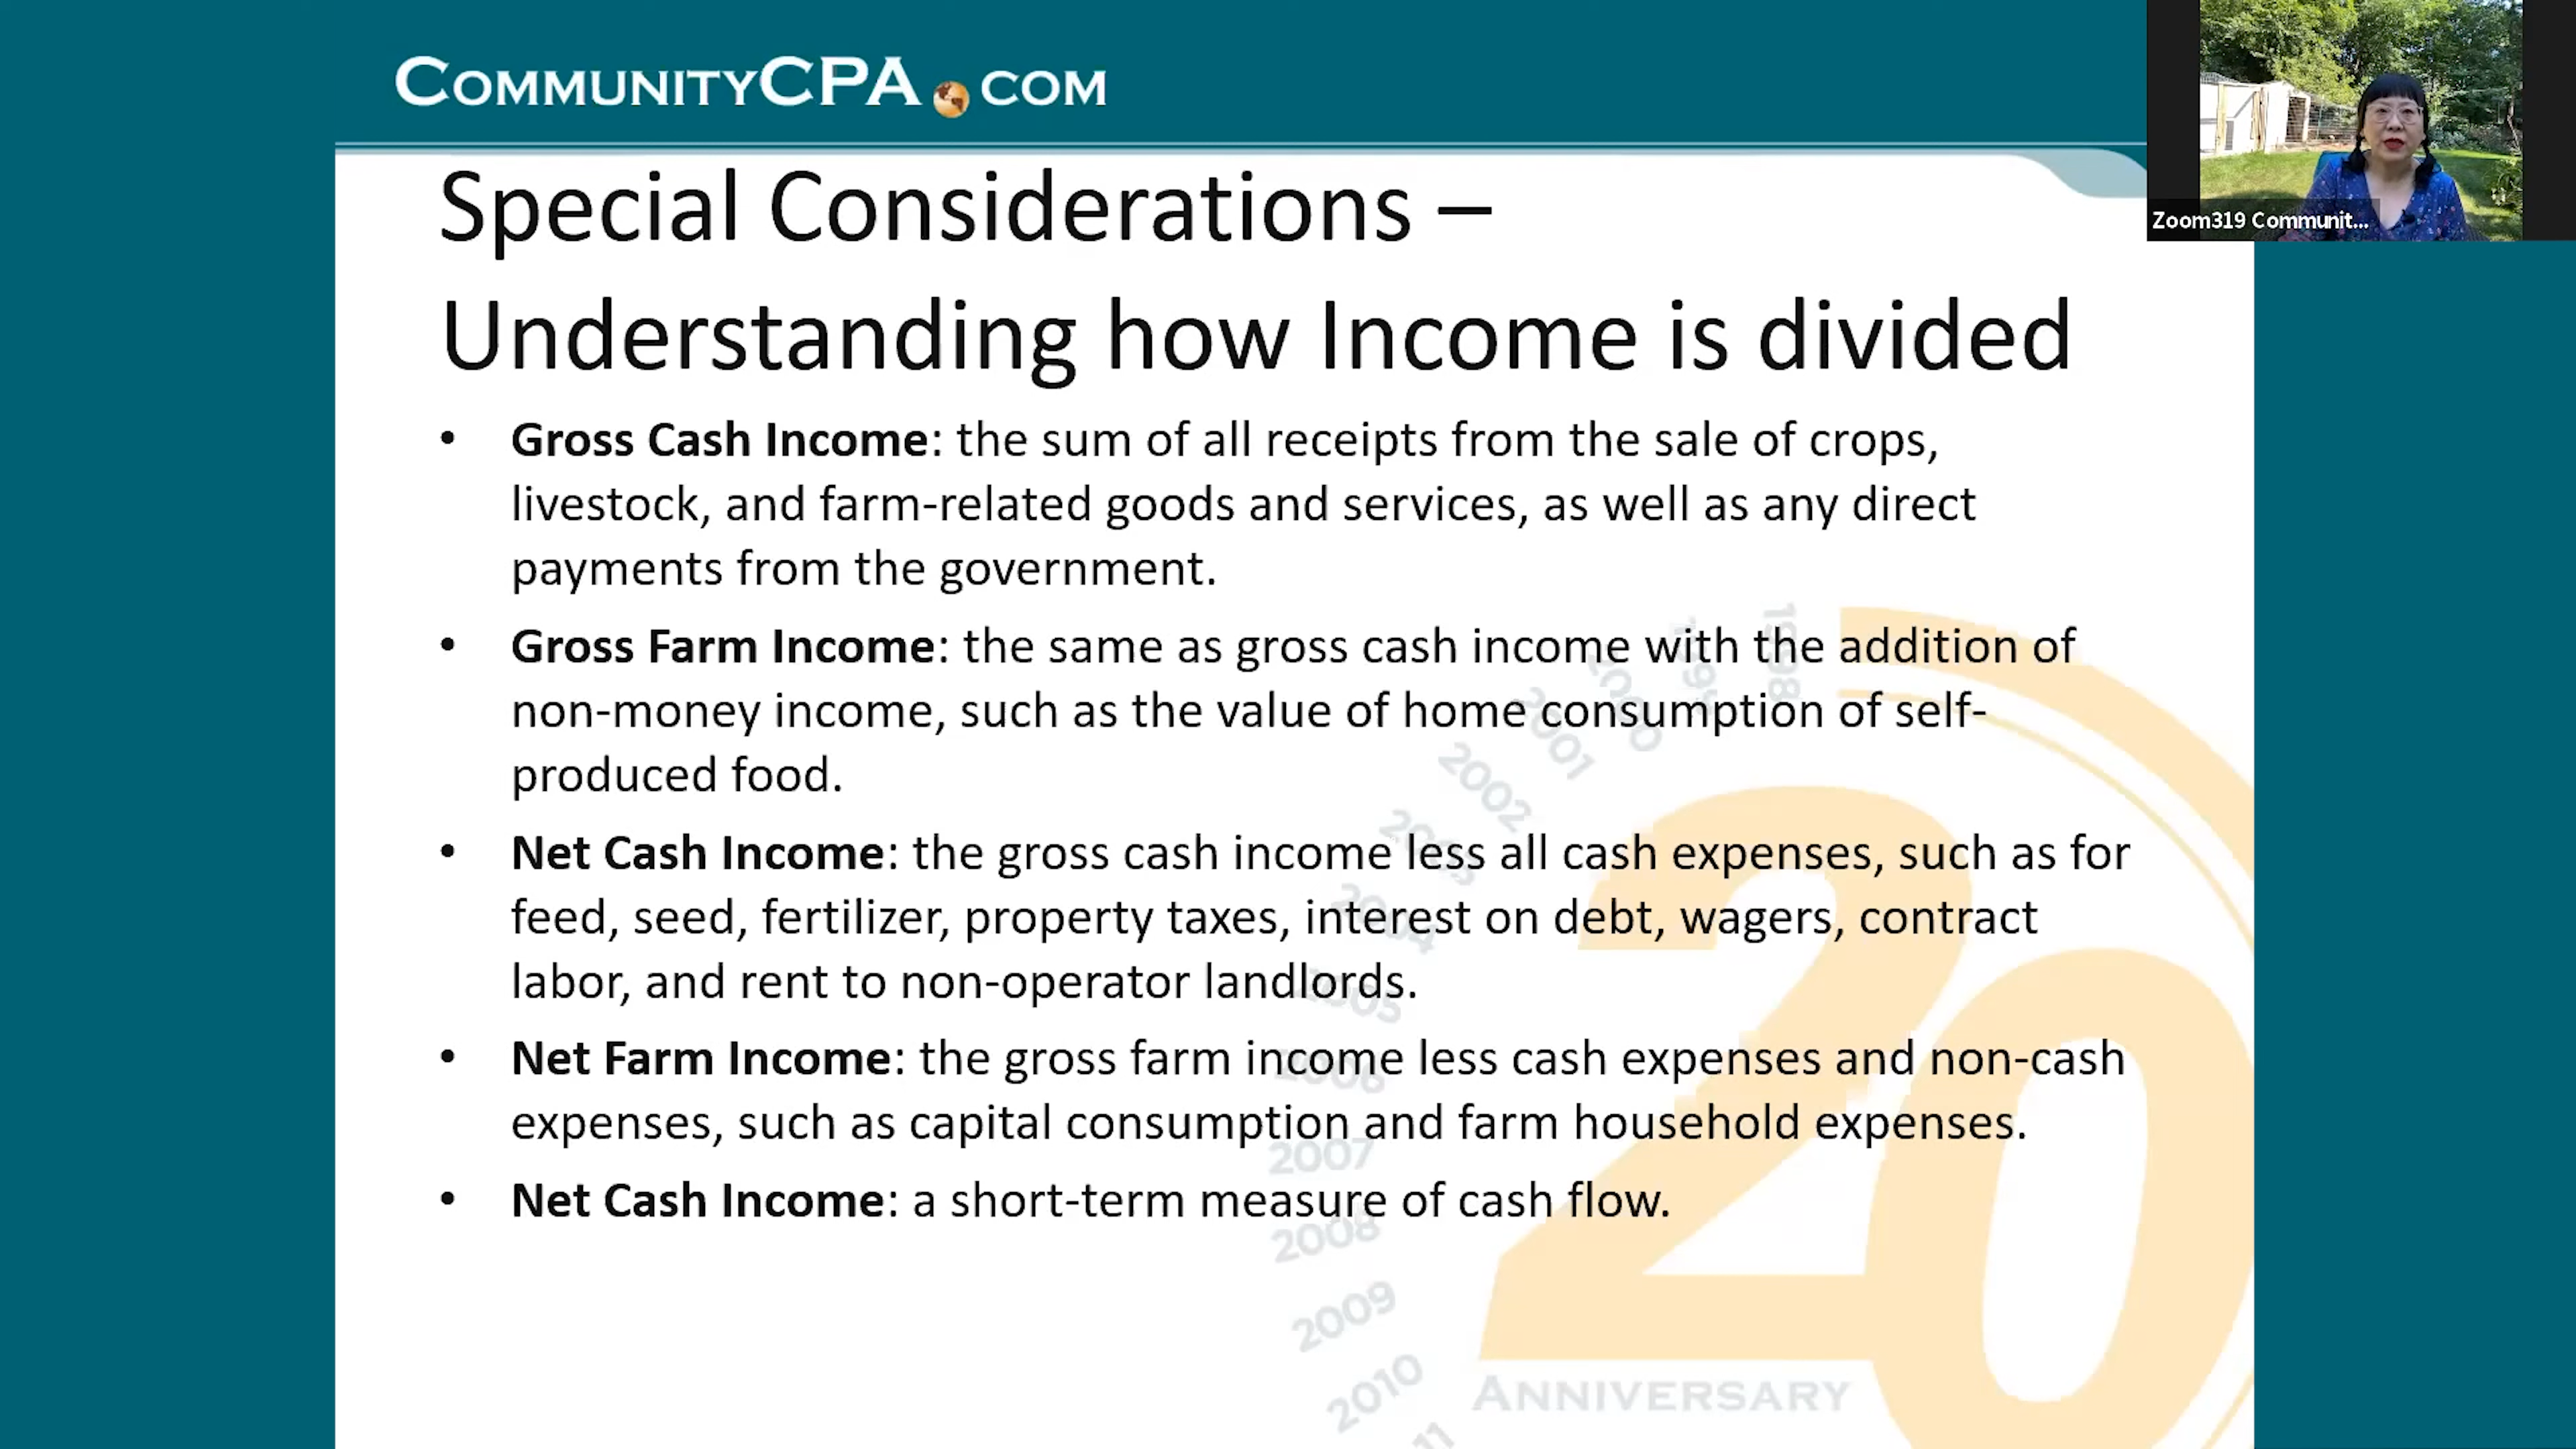 COMMUNITYCPA.COM
Zoom319 Communit...
Special Considerations –
Understanding how Income is divided
• Gross Cash Income: the sum of all receipts from the sale of crops,
livestock, and farm-related goods and services, as well as any direct
payments from the government.
• Gross Farm Income: the same as gross cash income with the addition of
non-money income, such as the value of home consumption of self-
produced food.
• Net Cash Income: the gross cash income less all cash expenses, such as for
feed, seed, fertilizer, property taxes, interest on debt, wagers, contract
labor, and rent to non-operator landlords.
• Net Farm Income: the gross farm income less cash expenses and non-cash
expenses, such as capital consumption and farm household expenses.
• Net Cash Income: a short-term measure of cash flow.
1998
2000
2001
2002
2003
2004
2005
2006
2007
2008
2009
2010
20
ANNIVERSARY